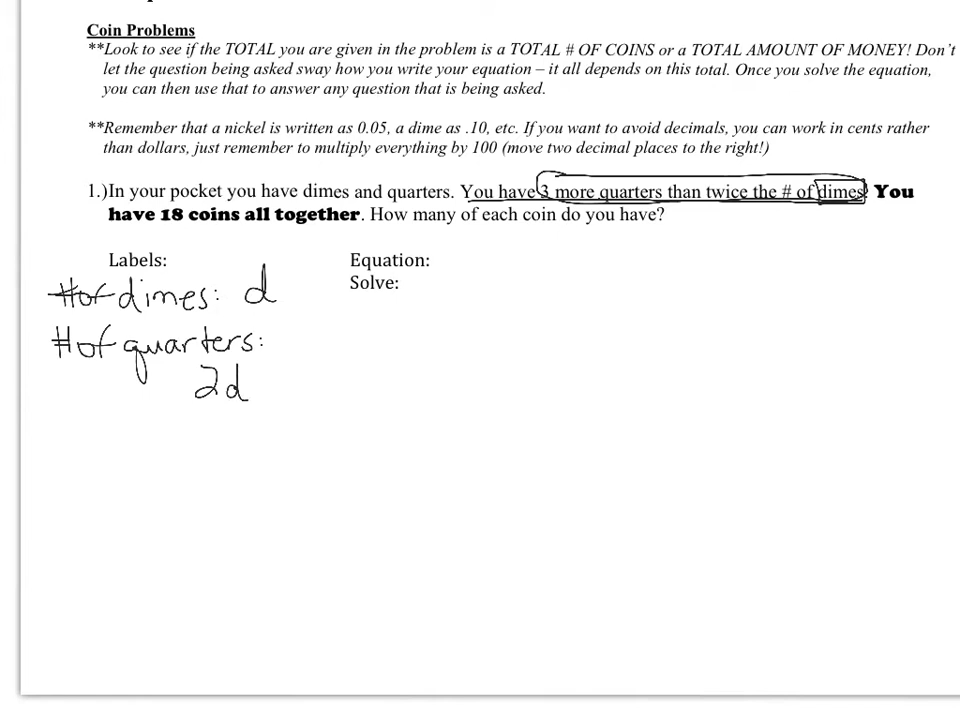 Coin Problems
**Look to see if the TOTAL you are given in the problem is a TOTAL # OF COINS or a TOTAL AMOUNT OF MONEY! Don't
let the question being asked sway how you write your equation – it all depends on this total. Once you solve the equation,
you can then use that to answer any question that is being asked.
**Remember that a nickel is written as 0.05, a dime as .10, etc. If you want to avoid decimals, you can work in cents rather
than dollars, just remember to multiply everything by 100 (move two decimal places to the right!)
1.)In your pocket you have dimes and quarters. You have 3 more quarters than twice the # of dimes. You
have 18 coins all together. How many of each coin do you have?
Labels:
Equation:
Solve:
# of dimes: d
# of quarters:
2d